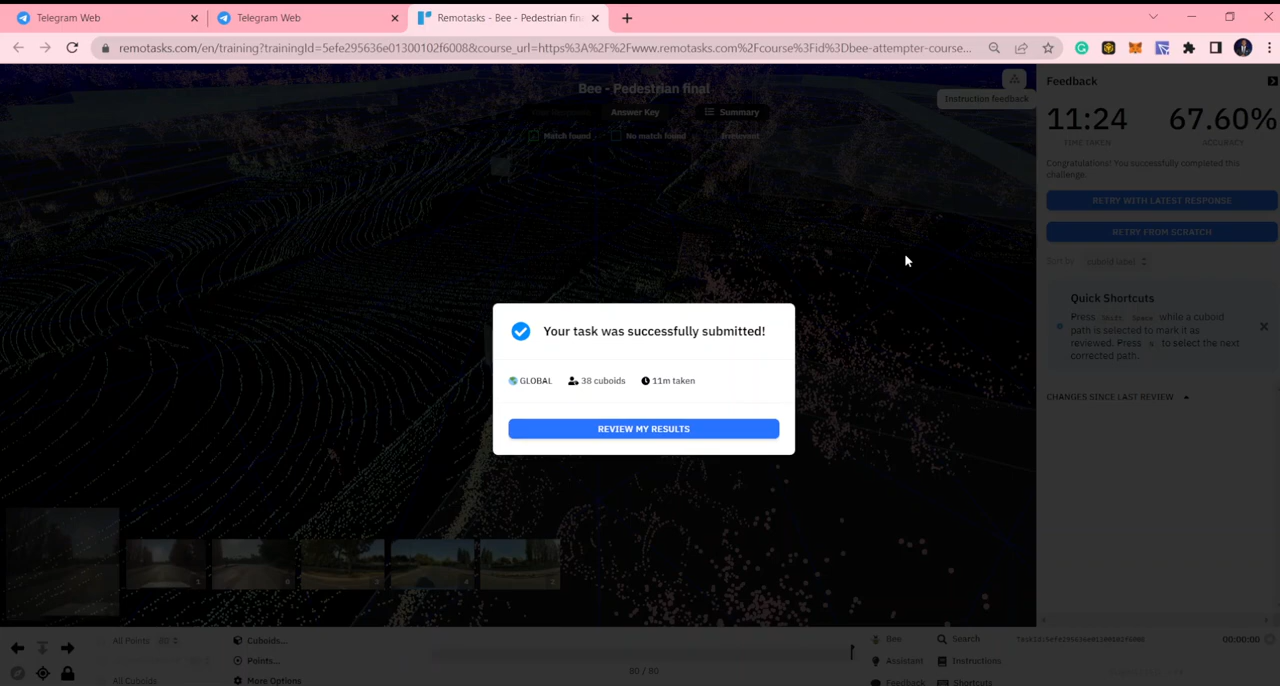 Telegram Web
Telegram Web
Remotasks - Bee - Pedestrian fin
remotasks.com/en/training?trainingId=5efe295636e01300102f6008&course_url=https%3A%2F%2Fwww.remotasks.com%2Fcourse%3Fid%3Dbee-attempter-course...
Bee - Pedestrian final
Instruction feedback
Answer Key
Summary
Match found
No match found
Feedback
11:24
67.60%
TIME TAKEN
ACCURACY
Congratulations! You successfully completed this
challenge.
RETRY WITH LATEST RESPONSE
RETRY FROM SCRATCH
Sort by
cuboid label
Quick Shortcuts
Press Shift Space while a cuboid
path is selected to mark it as
reviewed. Press to select the next
corrected path.
CHANGES SINCE LAST REVIEW
Your task was successfully submitted!
GLOBAL
38 cuboids
11m taken
REVIEW MY RESULTS
All Points
Cuboids...
Points...
All Cuboids
More Options
80 / 80
Bee
Search
Assistant
Instructions
Feedback
Shortcuts
00:00:00